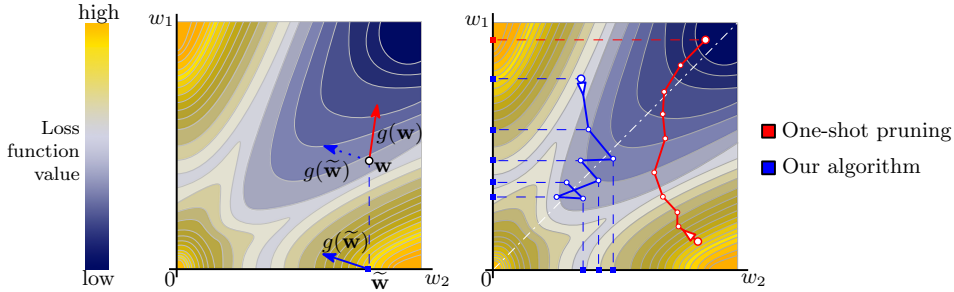 high
Loss
function
value
low
w₁
g(𝐰)
𝐰
g(𝐰̃)
g(𝐰̃)
0
𝐰̃
w₂
w₁
0
w₂
One-shot pruning
Our algorithm